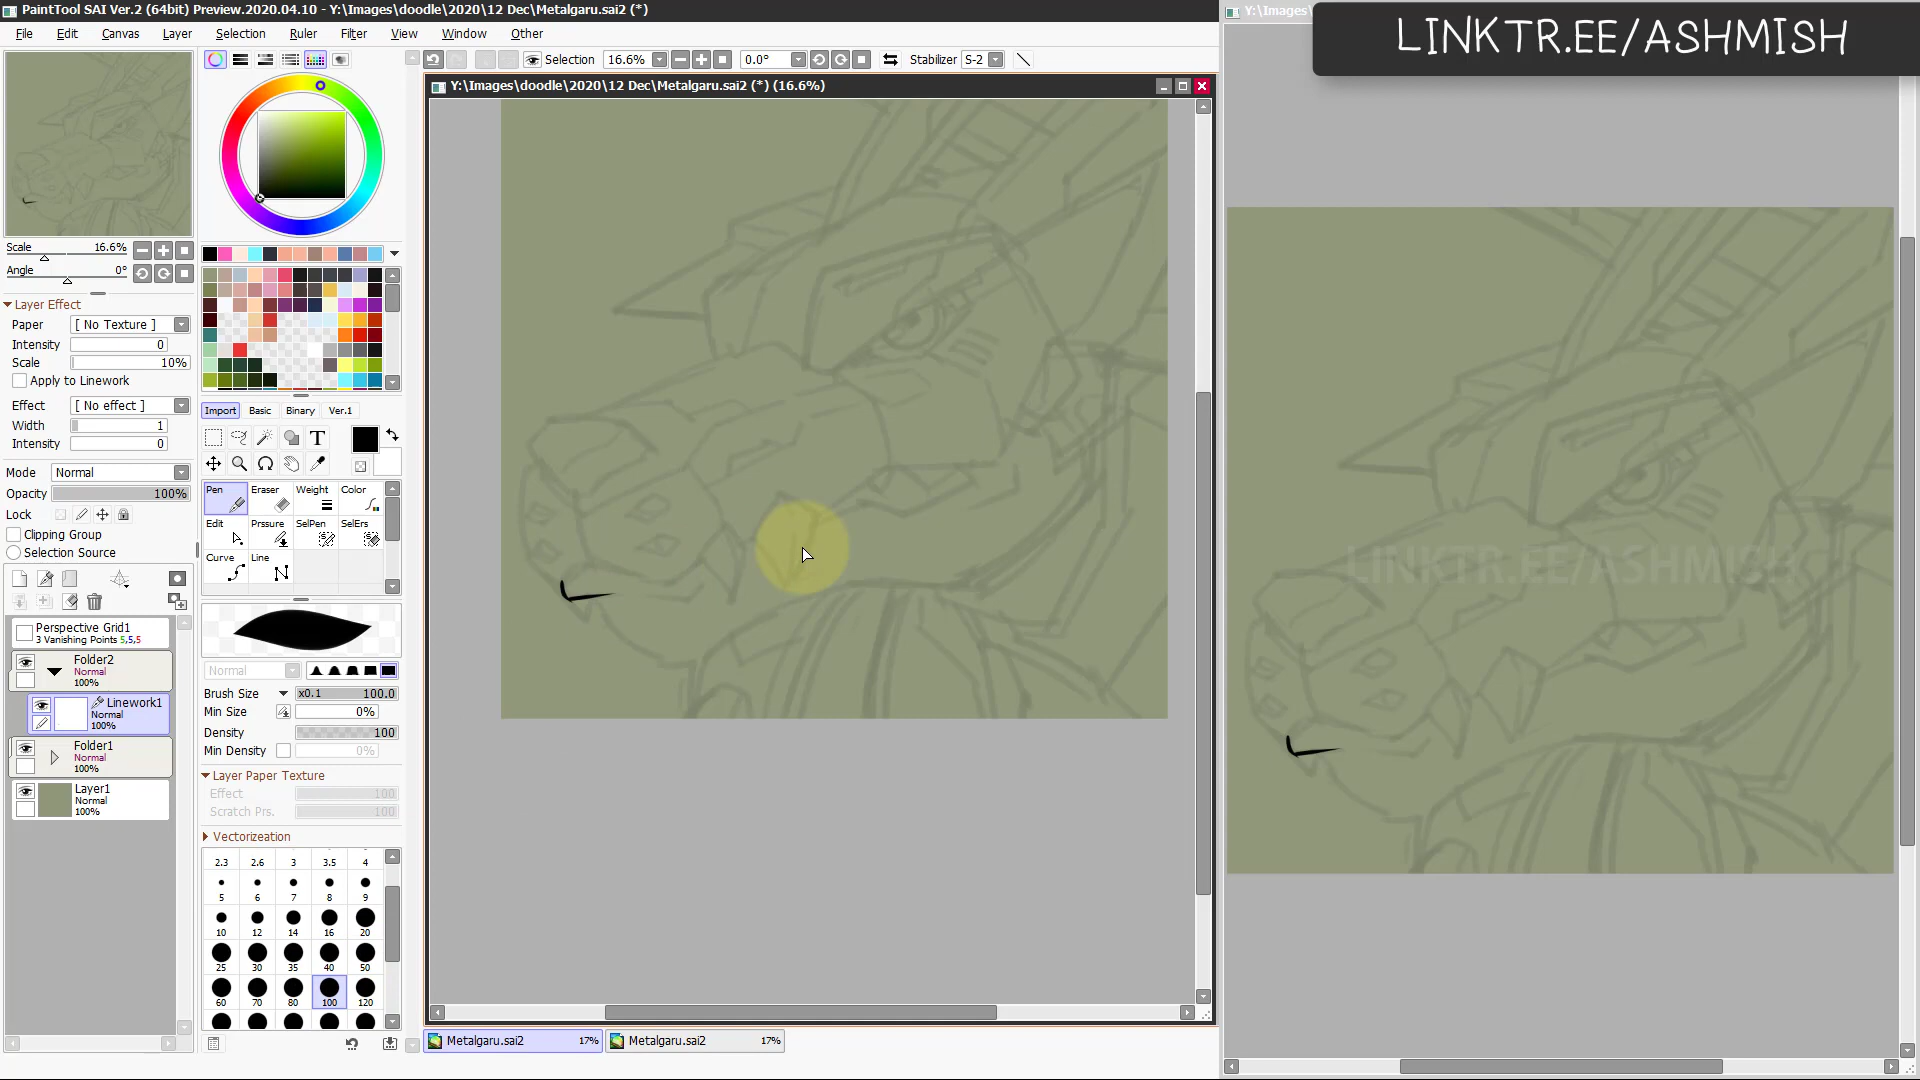 PaintTool SAI Ver.2 (64bit) Preview.2020.04.10 - Y:\Images\doodle\2020\12 Dec\Metalgaru.sai2 (*)
Y:\Images\
LINKTR.EE/ASHMISH
File Edit Canvas Layer Selection Ruler Filter View Window Other
Selection 16.6% 0.0° Stabilizer S-2
Y:\Images\doodle\2020\12 Dec\Metalgaru.sai2 (*) (16.6%)
Scale 16.6%
Angle 0°
Layer Effect
Paper [ No Texture ]
Intensity 0
Scale 10%
Apply to Linework
Effect [ No effect ]
Width 1
Intensity 0
Mode Normal
Opacity 100%
Lock
Clipping Group
Selection Source
Perspective Grid1
3 Vanishing Points 5,5,5
Folder2
Normal
100%
Linework1
Normal
100%
Folder1
Normal
100%
Layer1
Normal
100%
Import Basic Binary Ver.1
T
Pen Eraser Weight Color
Edit Prssure SelPen SelErs
Curve Line
Normal
Brush Size x0.1 100.0
Min Size 0%
Density 100
Min Density 0%
Layer Paper Texture
Effect 100
Scratch Prs. 100
Vectorizeation
2.3 2.6 3 3.5 4
5 6 7 8 9
10 12 14 16 20
25 30 35 40 50
60 70 80 100 120
LINKTR.EE/ASHMISH
Metalgaru.sai2 17%
Metalgaru.sai2 17%